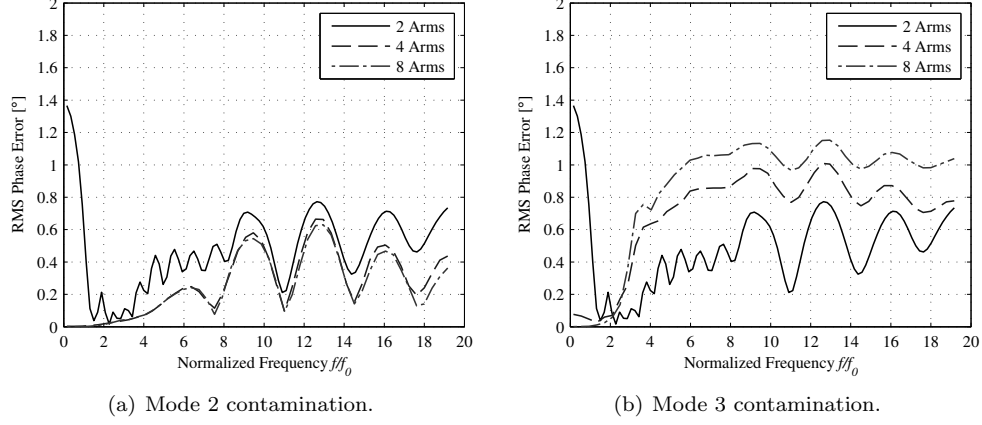 2
1.8
1.6
1.4
1.2
1
0.8
0.6
0.4
0.2
0
RMS Phase Error [°]
2 Arms
4 Arms
8 Arms
0 2 4 6 8 10 12 14 16 18 20
Normalized Frequency f/f0
(a) Mode 2 contamination.
2
1.8
1.6
1.4
1.2
1
0.8
0.6
0.4
0.2
0
RMS Phase Error [°]
2 Arms
4 Arms
8 Arms
0 2 4 6 8 10 12 14 16 18 20
Normalized Frequency f/f0
(b) Mode 3 contamination.